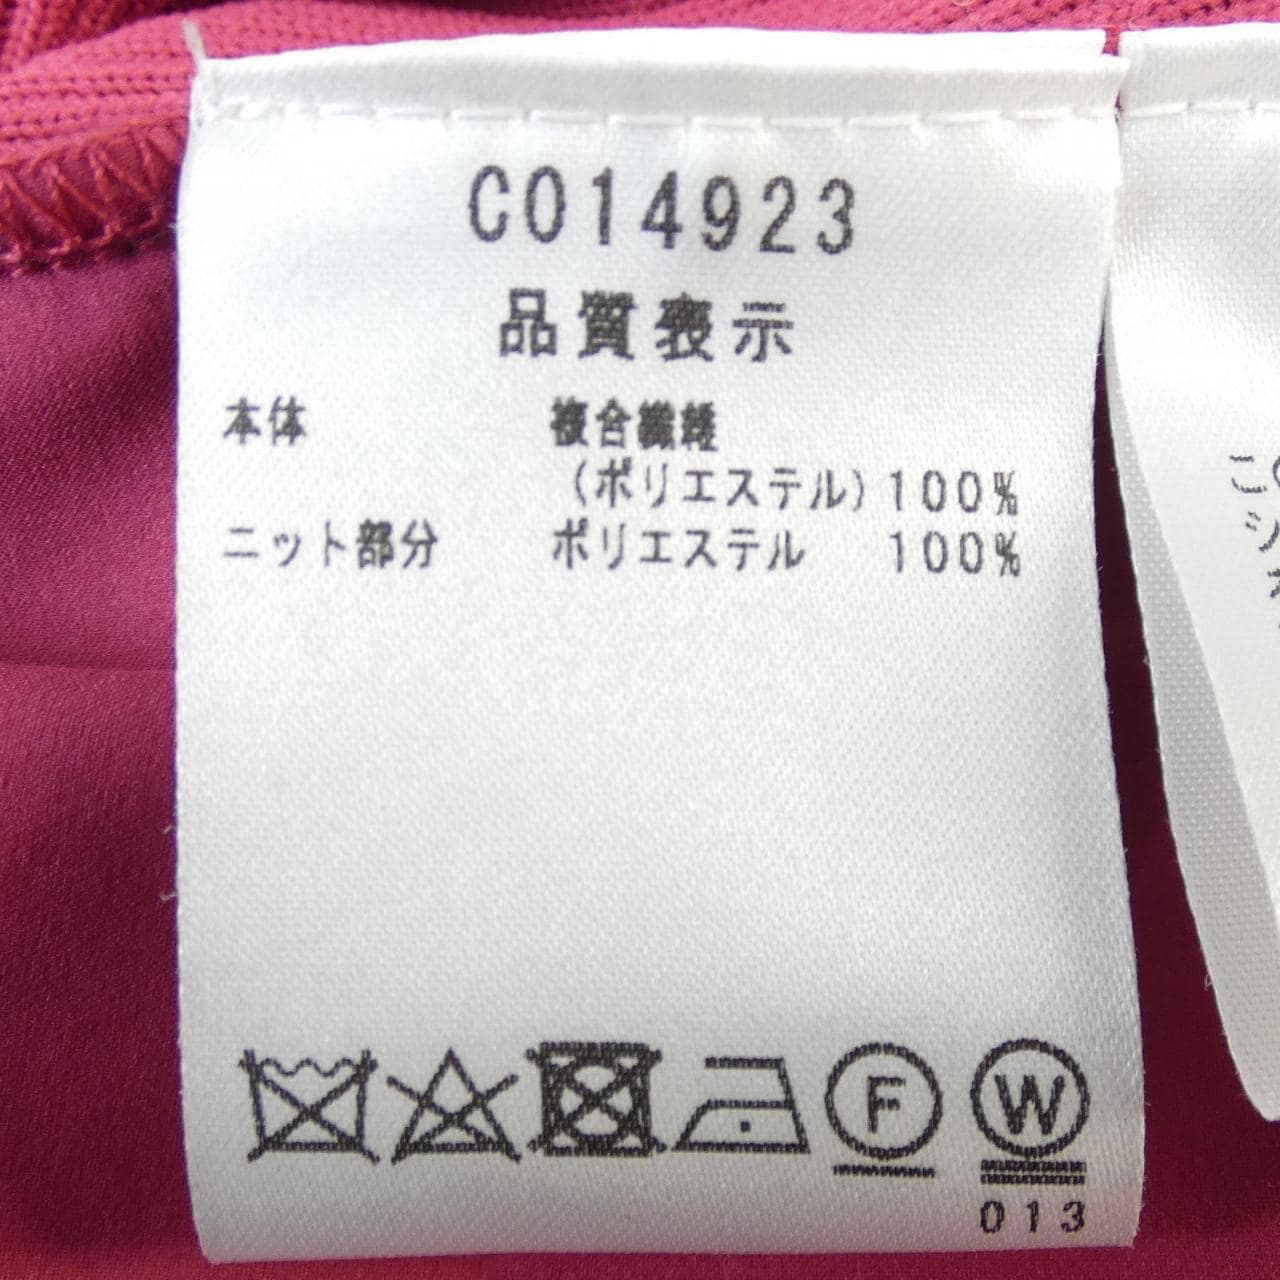 C014923
品質表示
本体 複合繊維
(ポリエステル) 100%
ニット部分 ポリエステル 100%
F W
013
こ